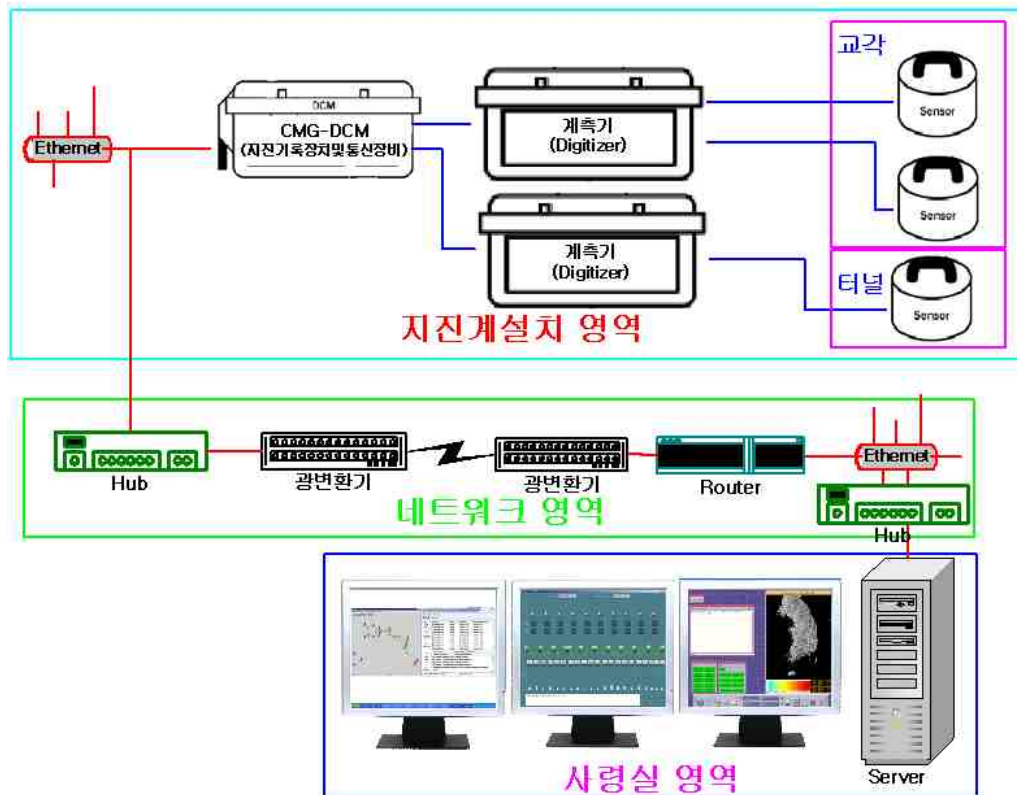 교각
Sensor
DCM
CMG-DCM
(지진기록장치및통신장비)
계측기
(Digitizer)
Ethernet
Sensor
계측기
(Digitizer)
터널
Sensor
지진계설치 영역
Hub
광변환기
광변환기
Router
Ethernet
Hub
네트워크 영역
사령실 영역
Server